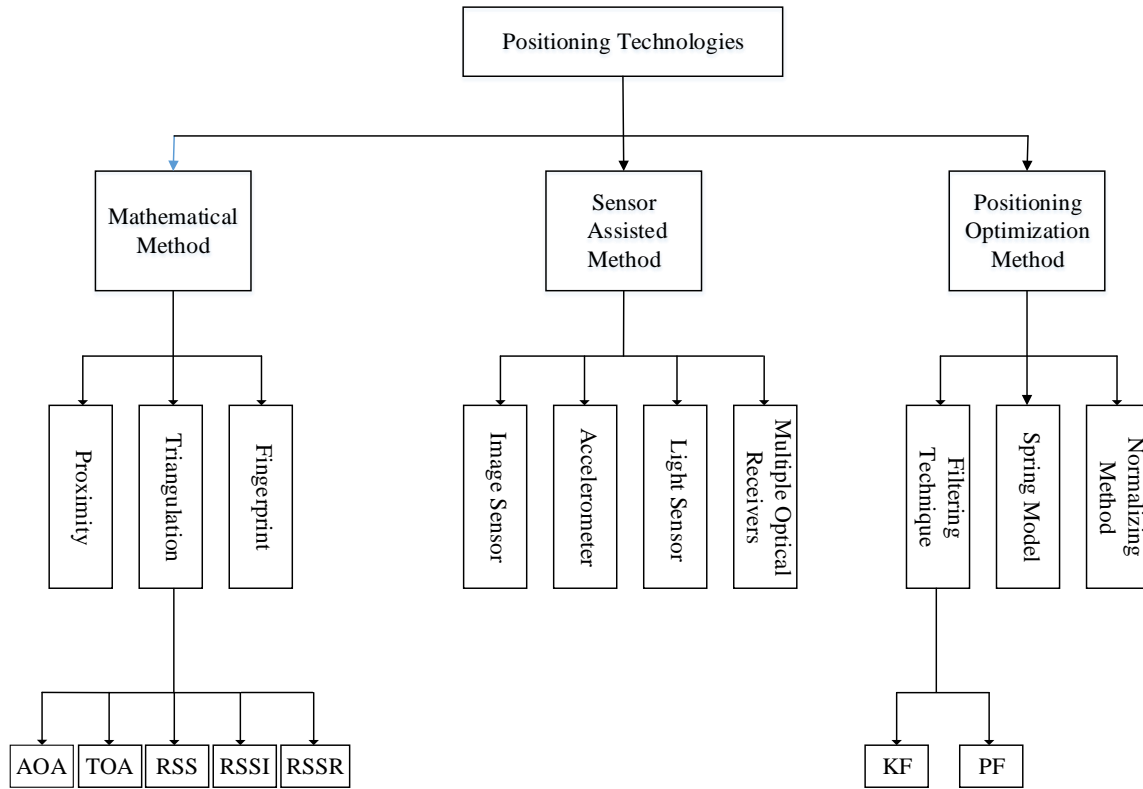 Positioning Technologies
Mathematical
Method
Sensor
Assisted
Method
Positioning
Optimization
Method
Proximity
Triangulation
Fingerprint
Image Sensor
Accelerometer
Light Sensor
Multiple Optical
Receivers
Filtering
Technique
Spring Model
Normalizing
Method
AOA
TOA
RSS
RSSI
RSSR
KF
PF